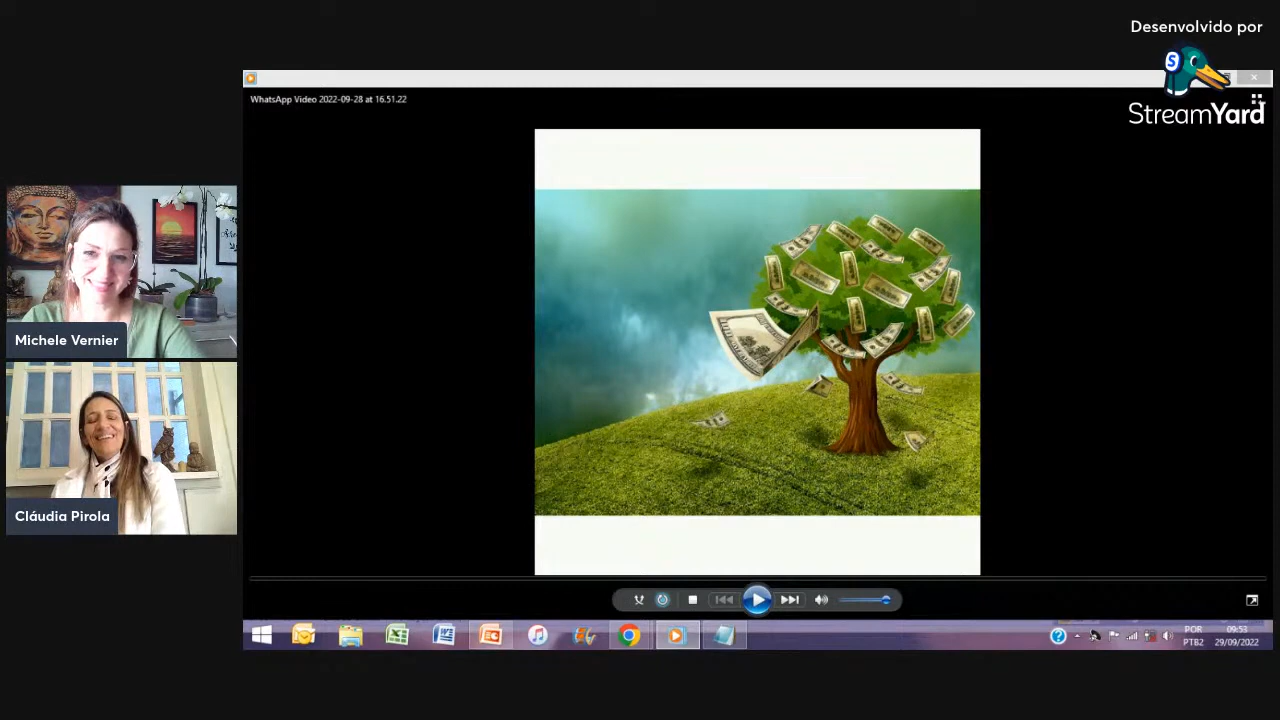 Desenvolvido por
StreamYard
WhatsApp Video 2022-09-28 at 16.51.22
Michele Vernier
Cláudia Pirola
POR
PTB2
09:53
29/09/2022